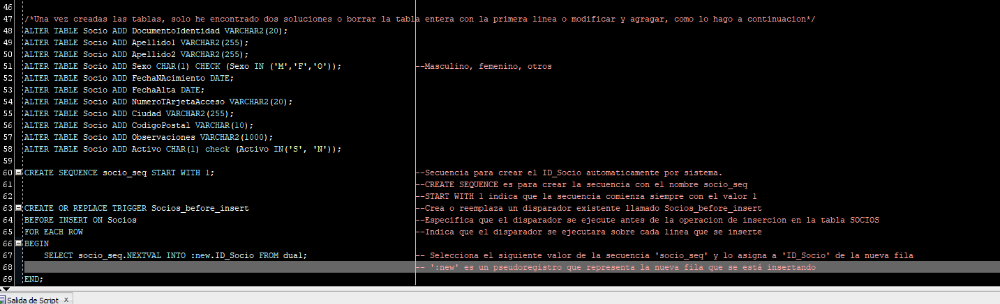 46
47 /*Una vez creadas las tablas, solo he encontrado dos soluciones o borrar la tabla entera con la primera linea o modificar y agragar, como lo hago a continuacion*/
48 ALTER TABLE Socio ADD DocumentoIdentidad VARCHAR2(20);
49 ALTER TABLE Socio ADD Apellido1 VARCHAR2(255);
50 ALTER TABLE Socio ADD Apellido2 VARCHAR2(255);
51 ALTER TABLE Socio ADD Sexo CHAR(1) CHECK (Sexo IN ('M','F','O')); --Masculino, femenino, otros
52 ALTER TABLE Socio ADD FechaNAcimiento DATE;
53 ALTER TABLE Socio ADD FechaAlta DATE;
54 ALTER TABLE Socio ADD NumeroTArjetaAcceso VARCHAR2(20);
55 ALTER TABLE Socio ADD Ciudad VARCHAR2(255);
56 ALTER TABLE Socio ADD CodigoPostal VARCHAR(10);
57 ALTER TABLE Socio ADD Observaciones VARCHAR2(1000);
58 ALTER TABLE Socio ADD Activo CHAR(1) check (Activo IN('S', 'N'));
59
60 CREATE SEQUENCE socio_seq START WITH 1; --Secuencia para crear el ID_Socio automaticamente por sistema.
61 --CREATE SEQUENCE es para crear la secuencia con el nombre socio_seq
62 --START WITH 1 indica que la secuencia comienza siempre con el valor 1
63 CREATE OR REPLACE TRIGGER Socios_before_insert --Crea o reemplaza un disparador existente llamado Socios_before_insert
64 BEFORE INSERT ON Socios --Especifica que el disparador se ejecute antes de la operacion de insercion en la tabla SOCIOS
65 FOR EACH ROW --Indica que el disparador se ejecutara sobre cada linea que se inserte
66 BEGIN
67 SELECT socio_seq.NEXTVAL INTO :new.ID_Socio FROM dual; -- Selecciona el siguiente valor de la secuencia 'socio_seq' y lo asigna a 'ID_Socio' de la nueva fila
68 -- ':new' es un pseudoregistro que representa la nueva fila que se está insertando
69 END;
Salida de Script x